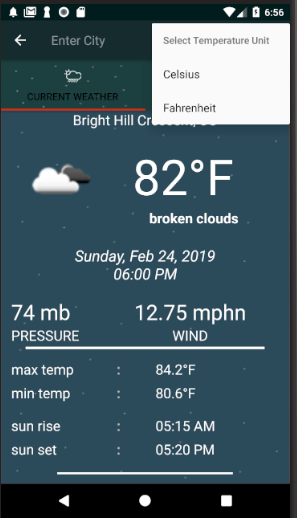 6:56
Enter City
Select Temperature Unit
Celsius
Fahrenheit
CURRENT WEATHER
Bright Hill Crescent,
82°F
broken clouds
Sunday, Feb 24, 2019
06:00 PM
74 mb 12.75 mphn
PRESSURE WIND
max temp : 84.2°F
min temp : 80.6°F
sun rise : 05:15 AM
sun set : 05:20 PM